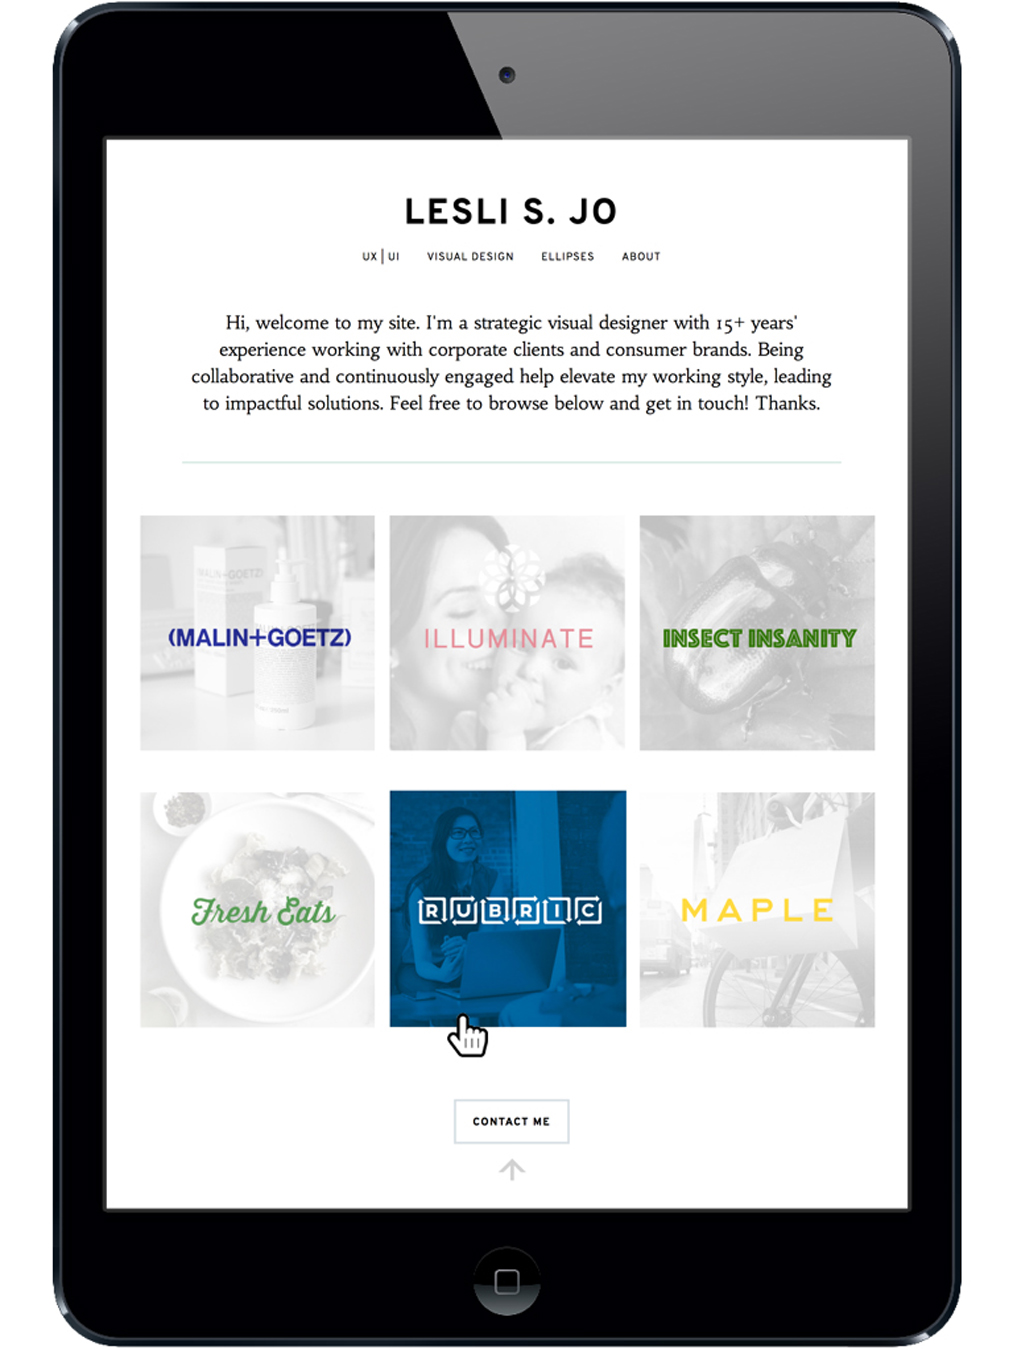 LESLI S. JO
UX | UI VISUAL DESIGN ELLIPSES ABOUT
Hi, welcome to my site. I'm a strategic visual designer with 15+ years'
experience working with corporate clients and consumer brands. Being
collaborative and continuously engaged help elevate my working style, leading
to impactful solutions. Feel free to browse below and get in touch! Thanks.
(MALIN+GOETZ)
(MALIN+GOETZ) ILLUMINATE INSECT INSANITY
Fresh Eats RUBRIC MAPLE
CONTACT ME